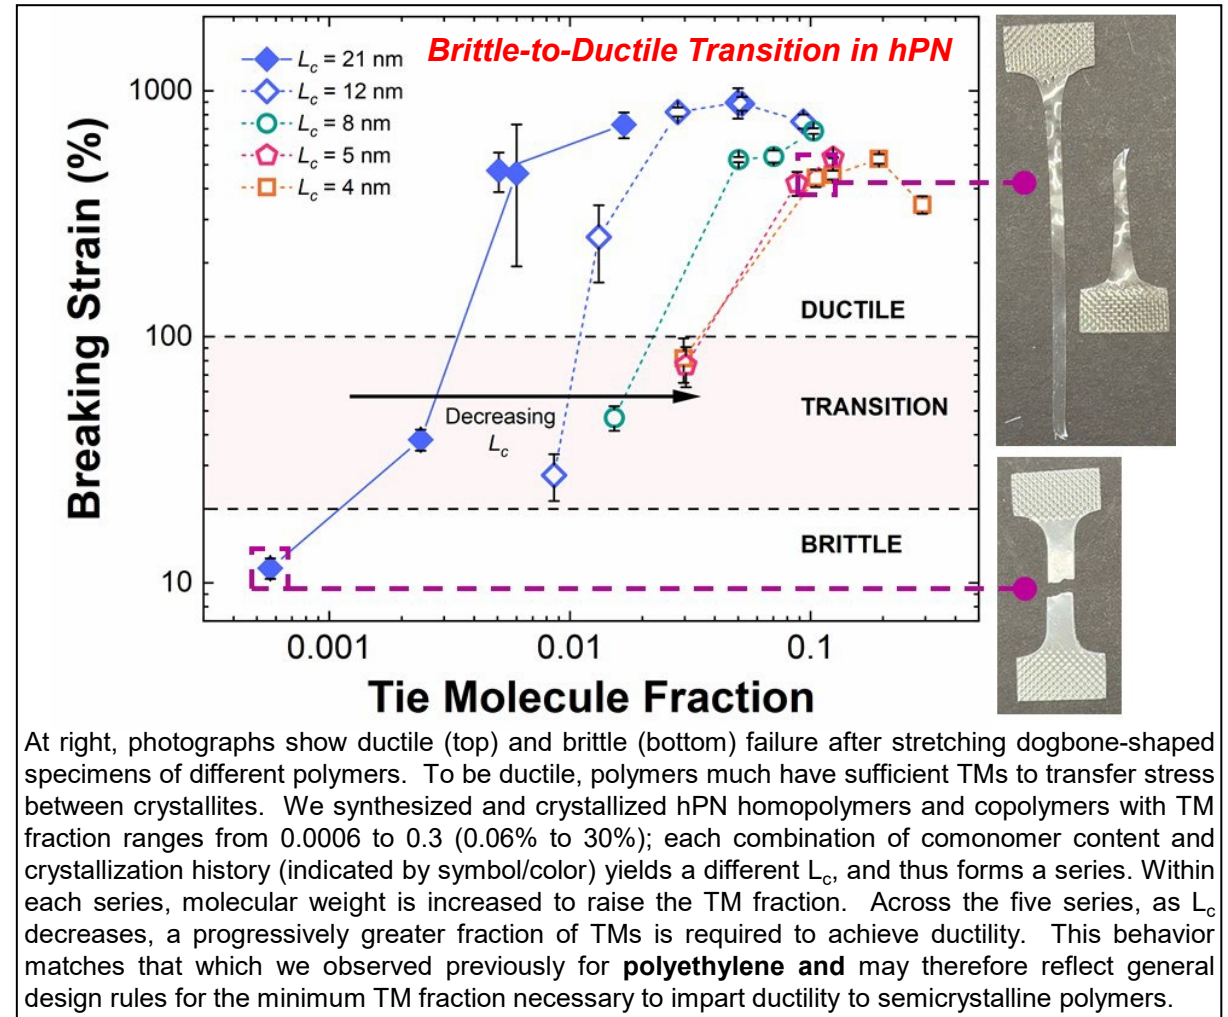 Brittle-to-Ductile Transition in hPN
Lc = 21 nm
Lc = 12 nm
Lc = 8 nm
Lc = 5 nm
Lc = 4 nm
1000
100
10
Breaking Strain (%)
DUCTILE
TRANSITION
BRITTLE
Decreasing
Lc
0.001
0.01
0.1
Tie Molecule Fraction
At right, photographs show ductile (top) and brittle (bottom) failure after stretching dogbone-shaped
specimens of different polymers. To be ductile, polymers much have sufficient TMs to transfer stress
between crystallites. We synthesized and crystallized hPN homopolymers and copolymers with TM
fraction ranges from 0.0006 to 0.3 (0.06% to 30%); each combination of comonomer content and
crystallization history (indicated by symbol/color) yields a different Lc, and thus forms a series. Within
each series, molecular weight is increased to raise the TM fraction. Across the five series, as Lc
decreases, a progressively greater fraction of TMs is required to achieve ductility. This behavior
matches that which we observed previously for polyethylene and may therefore reflect general
design rules for the minimum TM fraction necessary to impart ductility to semicrystalline polymers.